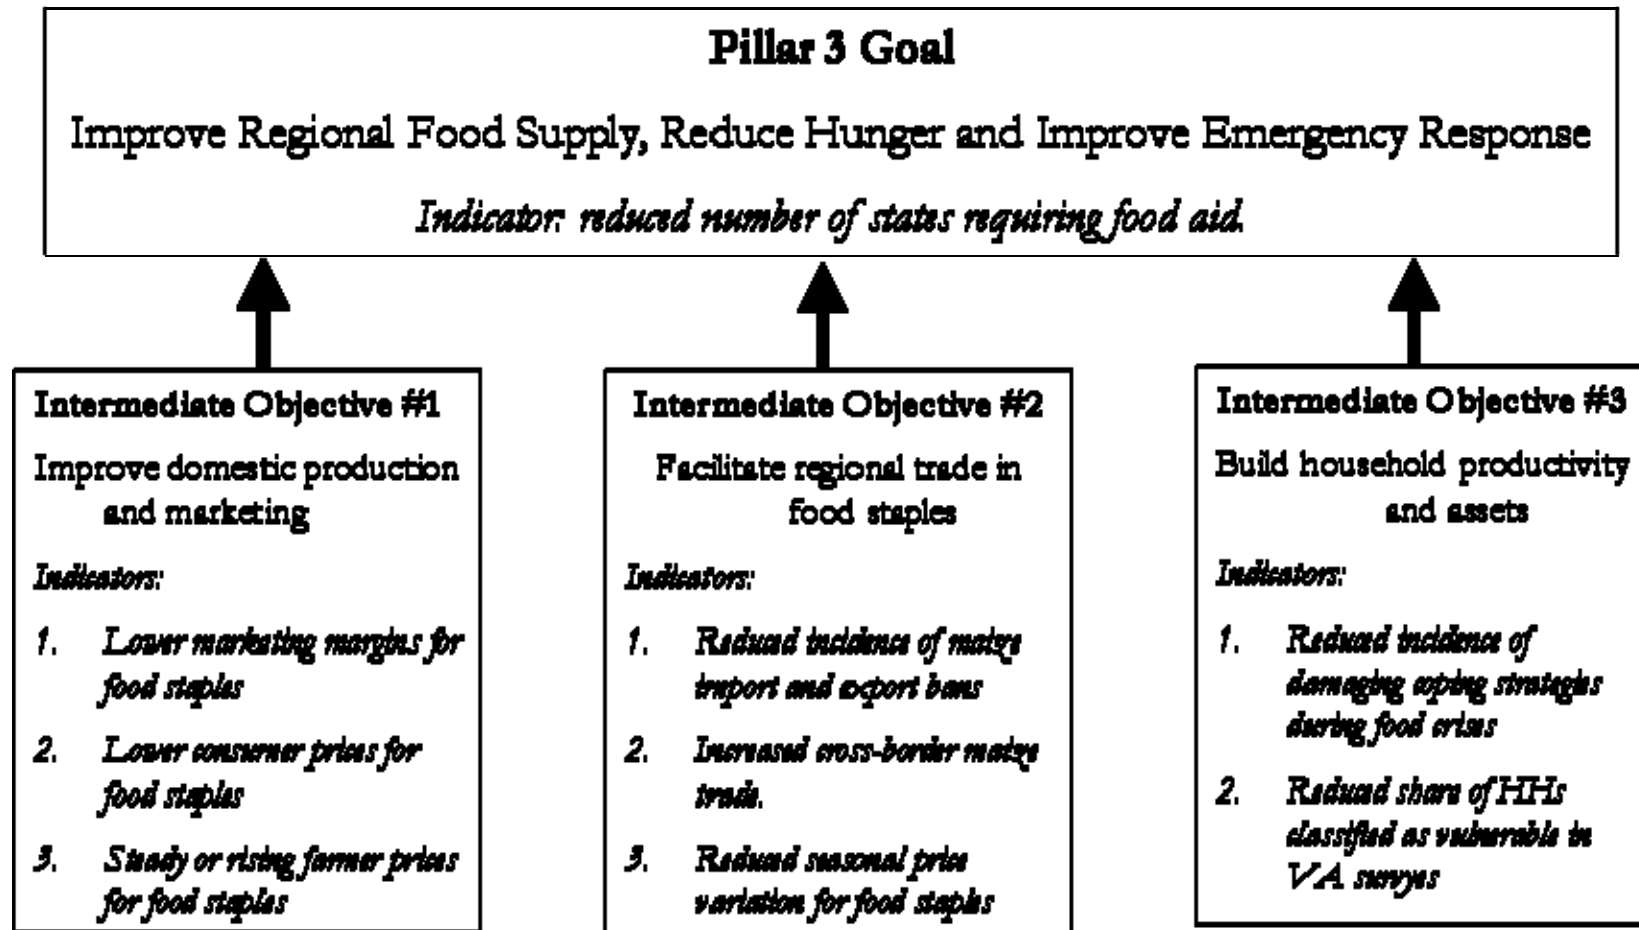 Pillar 3 Goal
Improve Regional Food Supply, Reduce Hunger and Improve Emergency Response
Indicator: reduced number of states requiring food aid.
Intermediate Objective #1
Improve domestic production
and marketing
Indicators:
1. Lower marketing margins for
food staples
2. Lower consumer prices for
food staples
3. Steady or rising farmer prices
for food staples
Intermediate Objective #2
Facilitate regional trade in
food staples
Indicators:
1. Reduced incidence of maize
import and export bans
2. Increased cross-border maize
trade.
3. Reduced seasonal price
variation for food staples
Intermediate Objective #3
Build household productivity
and assets
Indicators:
1. Reduced incidence of
damaging coping strategies
during food crises
2. Reduced share of HHs
classified as vulnerable in
VA survyes